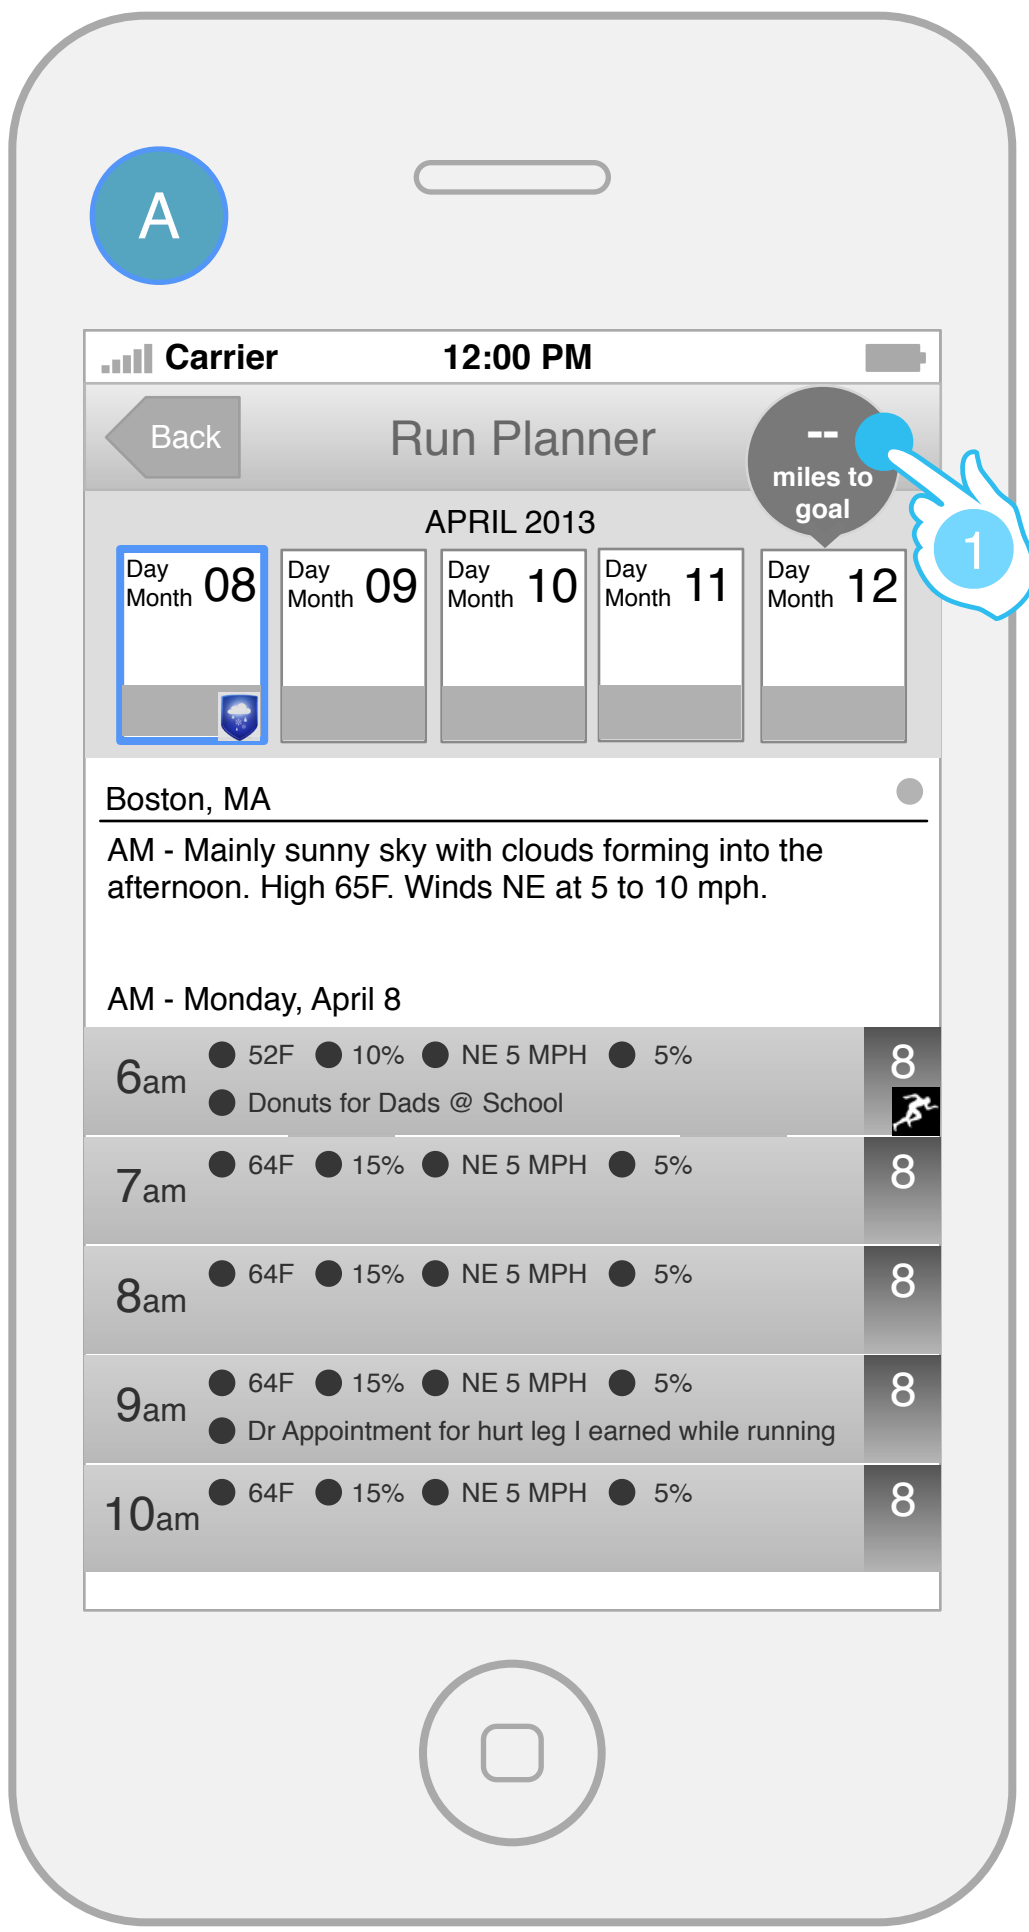 A
Carrier 12:00 PM
Back Run Planner
--
miles to
goal
1
APRIL 2013
Day
Month 08
Day
Month 09
Day
Month 10
Day
Month 11
Day
Month 12
Boston, MA
AM - Mainly sunny sky with clouds forming into the
afternoon. High 65F. Winds NE at 5 to 10 mph.
AM - Monday, April 8
6am 52F 10% NE 5 MPH 5% 8
Donuts for Dads @ School
7am 64F 15% NE 5 MPH 5% 8
8am 64F 15% NE 5 MPH 5% 8
9am 64F 15% NE 5 MPH 5% 8
Dr Appointment for hurt leg I earned while running
10am 64F 15% NE 5 MPH 5% 8